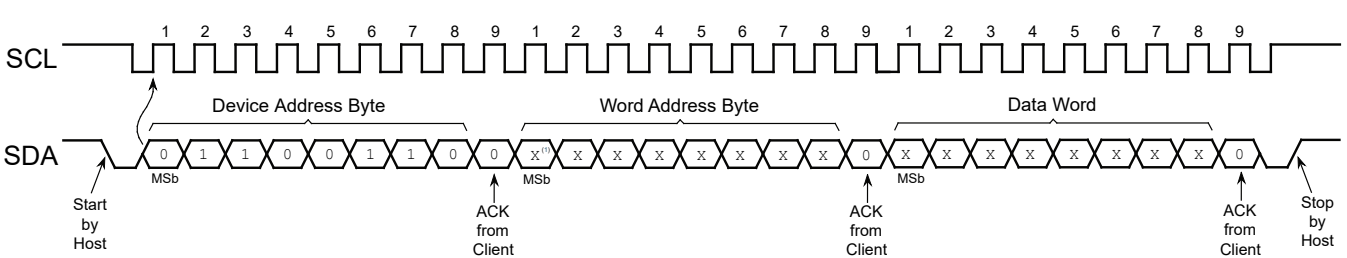 1 2 3 4 5 6 7 8 9 1 2 3 4 5 6 7 8 9 1 2 3 4 5 6 7 8 9
SCL
Device Address Byte Word Address Byte Data Word
SDA 0 1 1 0 0 1 1 0 0 X(1) X X X X X X X 0 X X X X X X X X 0
MSb MSb MSb
Start
by
Host
ACK
from
Client
ACK
from
Client
ACK
from
Client
Stop
by
Host